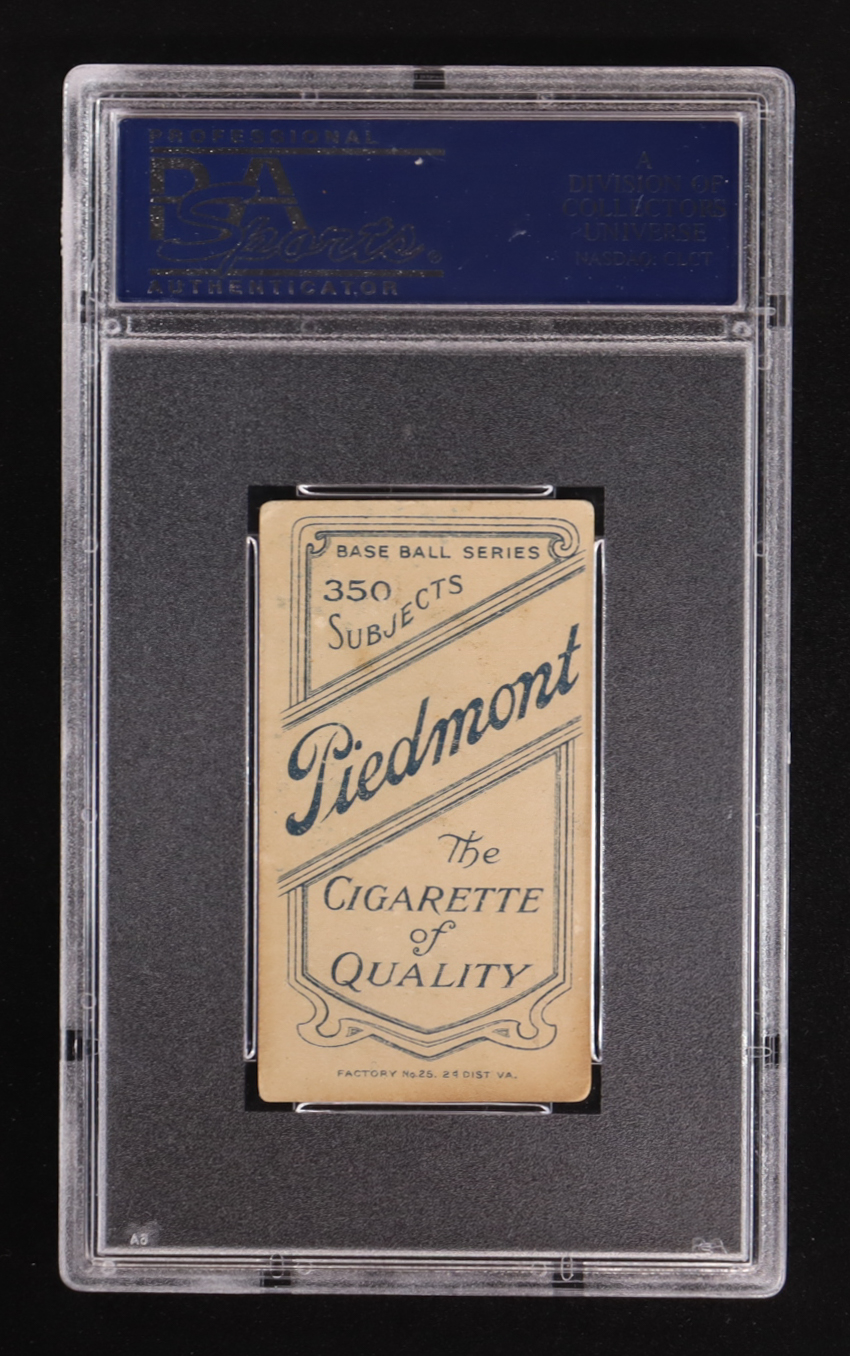 PROFESSIONAL
PSA
Sports
AUTHENTICATOR
A
DIVISION OF
COLLECTORS
UNIVERSE
NASDAQ: CLCT
BASE BALL SERIES
350
SUBJECTS
Piedmont
The
CIGARETTE
of
QUALITY
FACTORY No.25. 2d DIST VA.
PSA